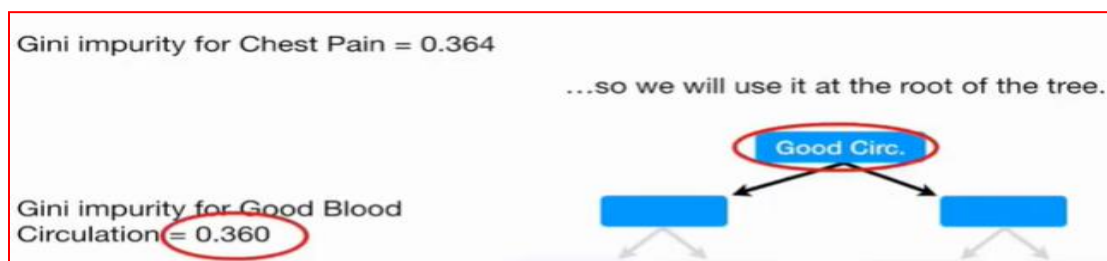 Gini impurity for Chest Pain = 0.364
...so we will use it at the root of the tree.
Good Circ.
Gini impurity for Good Blood
Circulation = 0.360